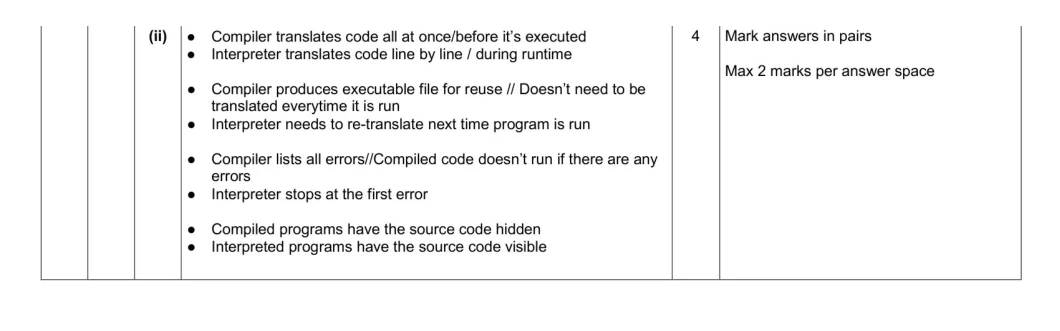 (ii) ● Compiler translates code all at once/before it's executed 4 Mark answers in pairs
● Interpreter translates code line by line / during runtime
Max 2 marks per answer space
● Compiler produces executable file for reuse // Doesn't need to be
translated everytime it is run
● Interpreter needs to re-translate next time program is run
● Compiler lists all errors//Compiled code doesn't run if there are any
errors
● Interpreter stops at the first error
● Compiled programs have the source code hidden
● Interpreted programs have the source code visible